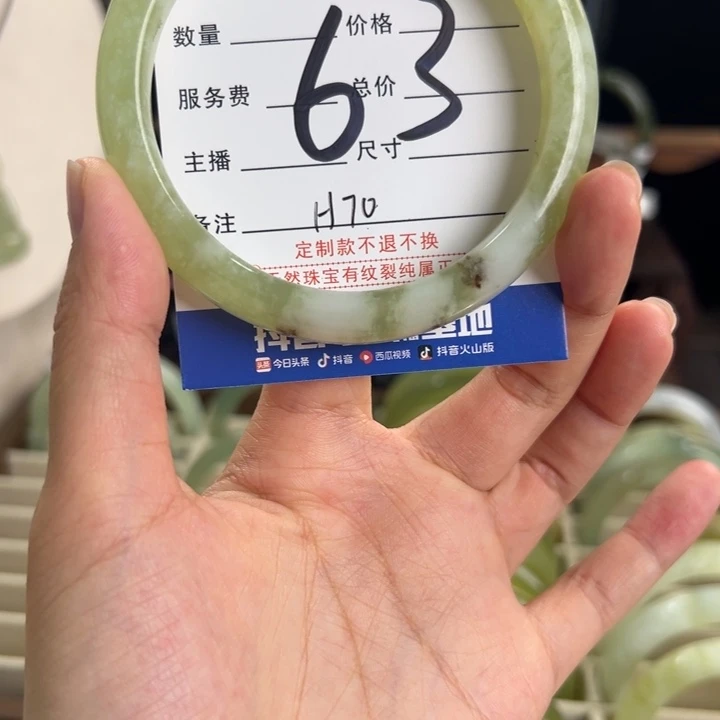 数量 价格
63
服务费 总价
主播 尺寸
备注 H70
定制款不退不换
然珠宝有纹裂纯属正
今日头条 抖音 西瓜视频 抖音火山版